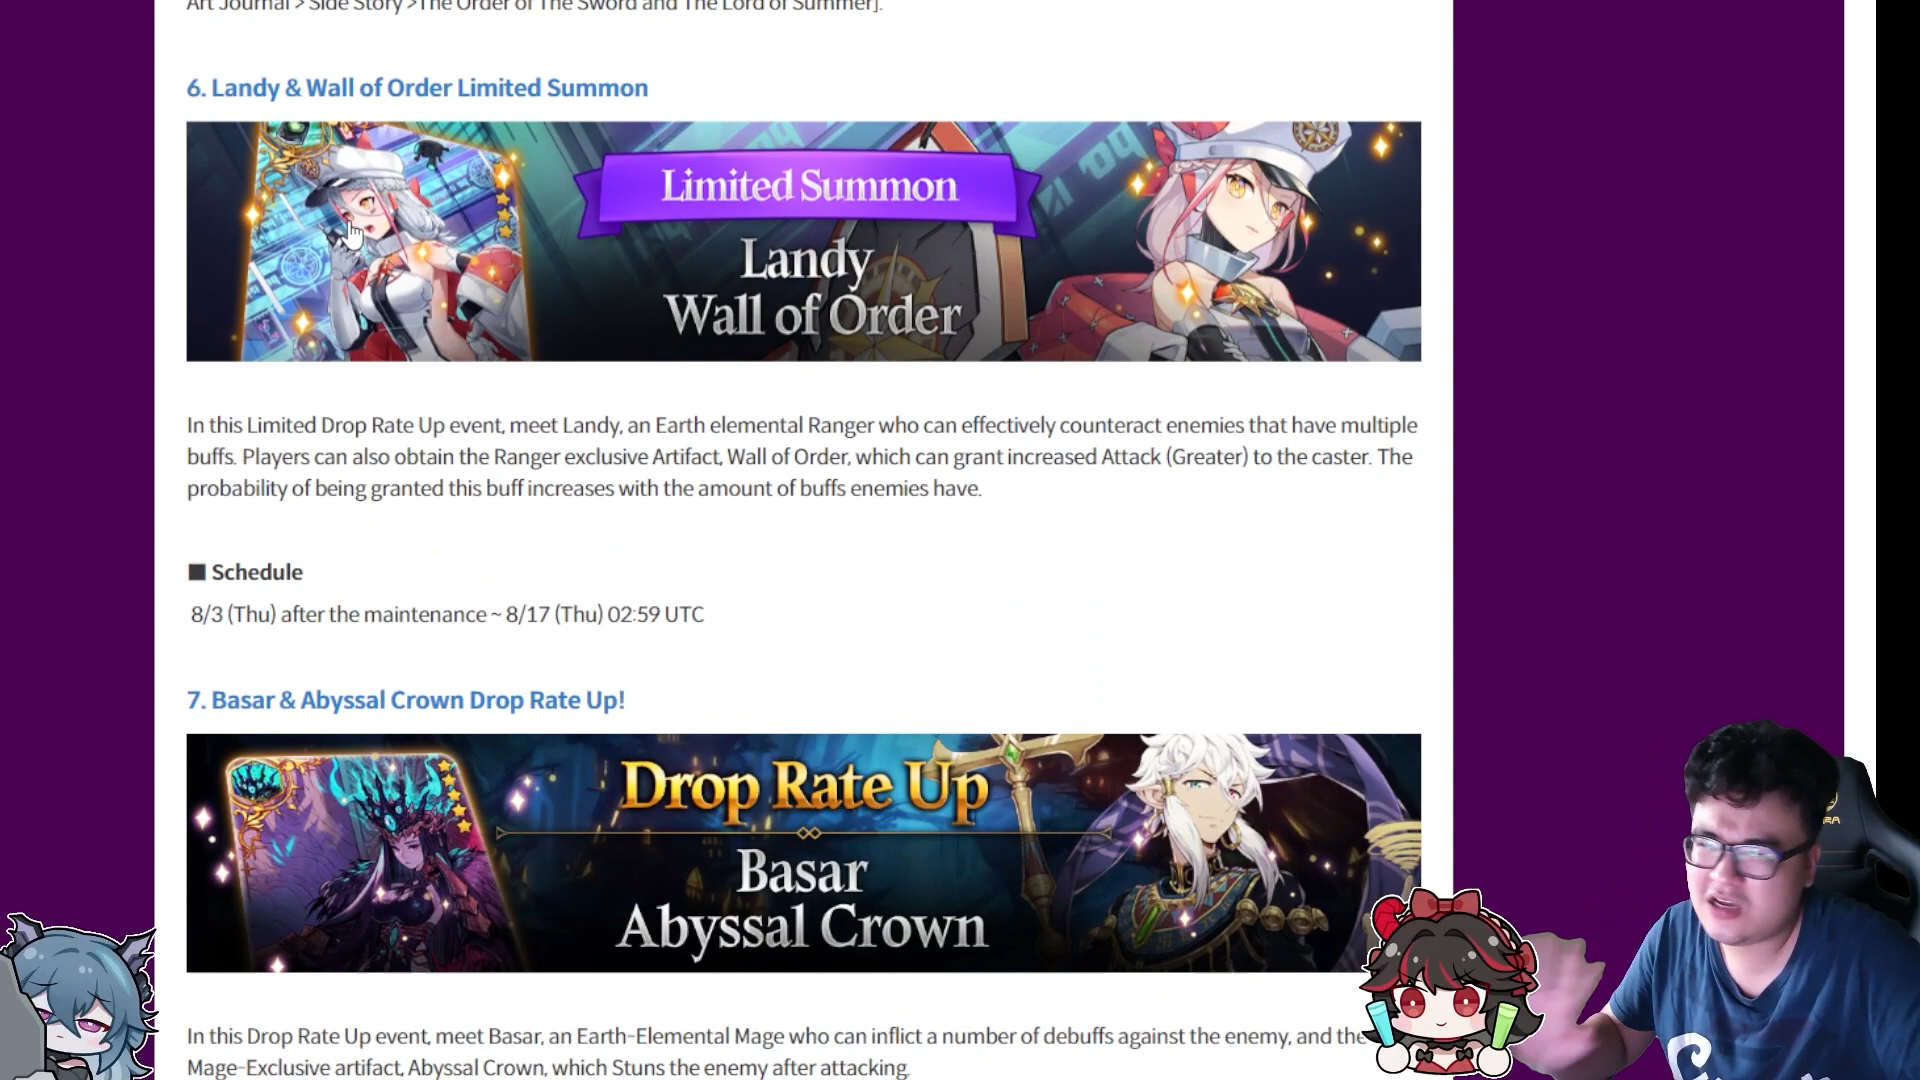 Art Journal > Side Story >The Order of The Sword and The Lord of Summer].
6. Landy & Wall of Order Limited Summon
Limited Summon
Landy
Wall of Order
In this Limited Drop Rate Up event, meet Landy, an Earth elemental Ranger who can effectively counteract enemies that have multiple
buffs. Players can also obtain the Ranger exclusive Artifact, Wall of Order, which can grant increased Attack (Greater) to the caster. The
probability of being granted this buff increases with the amount of buffs enemies have.
■ Schedule
8/3 (Thu) after the maintenance ~ 8/17 (Thu) 02:59 UTC
7. Basar & Abyssal Crown Drop Rate Up!
Drop Rate Up
Basar
Abyssal Crown
In this Drop Rate Up event, meet Basar, an Earth-Elemental Mage who can inflict a number of debuffs against the enemy, and the
Mage-Exclusive artifact, Abyssal Crown, which Stuns the enemy after attacking.